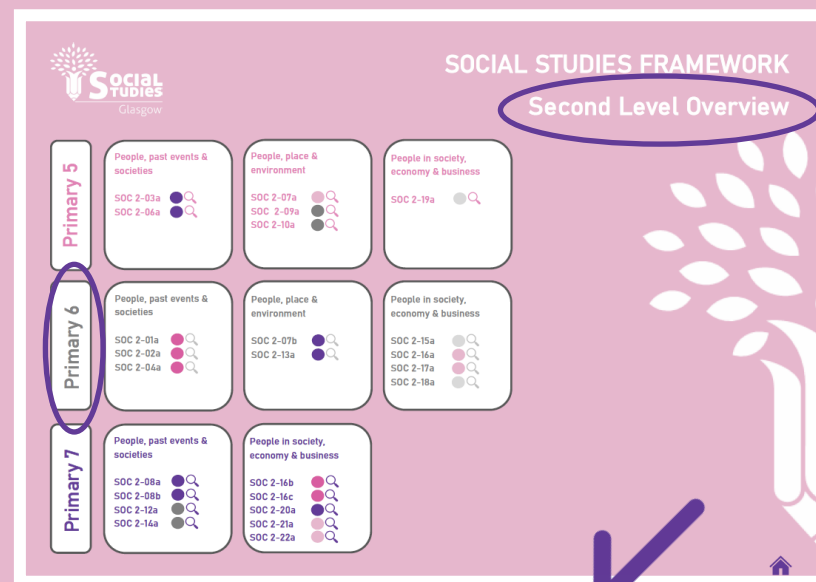 SOCIAL
STUDIES
Glasgow
SOCIAL STUDIES FRAMEWORK
Second Level Overview
Primary 5
People, past events &
societies
SOC 2-03a
SOC 2-06a
People, place &
environment
SOC 2-07a
SOC 2-09a
SOC 2-10a
People in society,
economy & business
SOC 2-19a
Primary 6
People, past events &
societies
SOC 2-01a
SOC 2-02a
SOC 2-04a
People, place &
environment
SOC 2-07b
SOC 2-13a
People in society,
economy & business
SOC 2-15a
SOC 2-16a
SOC 2-17a
SOC 2-18a
Primary 7
People, past events &
societies
SOC 2-08a
SOC 2-08b
SOC 2-12a
SOC 2-14a
People in society,
economy & business
SOC 2-16b
SOC 2-16c
SOC 2-20a
SOC 2-21a
SOC 2-22a